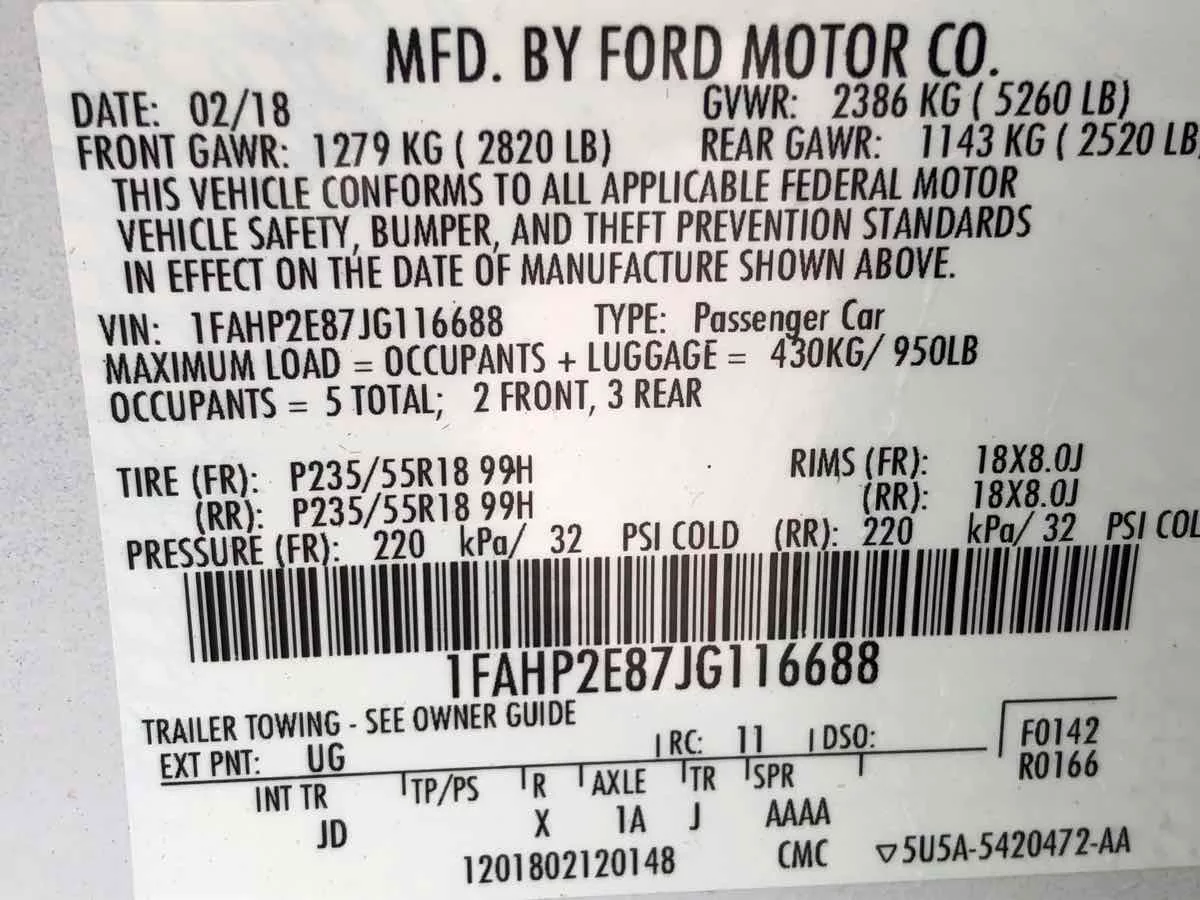 MFD. BY FORD MOTOR CO.
DATE: 02/18 GVWR: 2386 KG ( 5260 LB)
FRONT GAWR: 1279 KG ( 2820 LB) REAR GAWR: 1143 KG ( 2520 LB
THIS VEHICLE CONFORMS TO ALL APPLICABLE FEDERAL MOTOR
VEHICLE SAFETY, BUMPER, AND THEFT PREVENTION STANDARDS
IN EFFECT ON THE DATE OF MANUFACTURE SHOWN ABOVE.
VIN: 1FAHP2E87JG116688 TYPE: Passenger Car
MAXIMUM LOAD = OCCUPANTS + LUGGAGE = 430KG/ 950LB
OCCUPANTS = 5 TOTAL; 2 FRONT, 3 REAR
TIRE (FR): P235/55R18 99H RIMS (FR): 18X8.0J
(RR): P235/55R18 99H (RR): 18X8.0J
PRESSURE (FR): 220 kPa/ 32 PSI COLD (RR): 220 kPa/ 32 PSI COL
1FAHP2E87JG116688
TRAILER TOWING - SEE OWNER GUIDE
EXT PNT: UG RC: 11 DSO: F0142
R0166
INT TR TP/PS R AXLE TR SPR
JD X 1A J AAAA
1201802120148 CMC ▽5U5A-5420472-AA